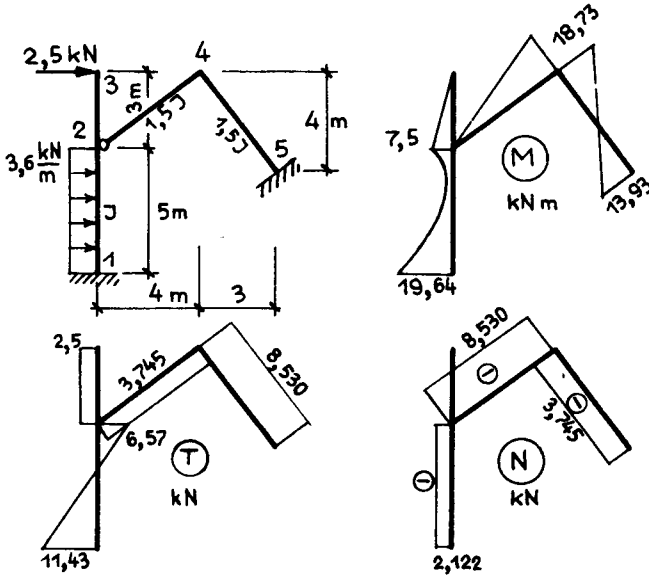 2,5 kN
3
4
3 m
1,5 J
1,5 J
4 m
2
5
3,6 kN/m
J
5m
1
4 m
3
18,73
7,5
M
kN m
13,93
19,64
2,5
3,745
8,530
6,57
T
kN
11,43
8,530
3,745
N
kN
2,122